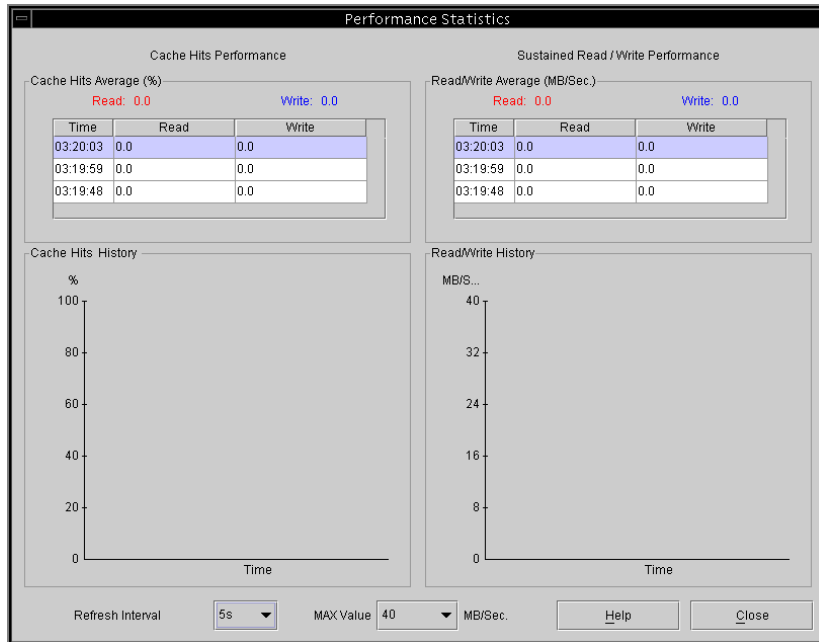 Performance Statistics
Cache Hits Performance
Cache Hits Average (%)
Read: 0.0 Write: 0.0
Time Read Write
03:20:03 0.0 0.0
03:19:59 0.0 0.0
03:19:48 0.0 0.0
Cache Hits History
%
100
80
60
40
20
0
Time
Sustained Read / Write Performance
Read/Write Average (MB/Sec.)
Read: 0.0 Write: 0.0
Time Read Write
03:20:03 0.0 0.0
03:19:59 0.0 0.0
03:19:48 0.0 0.0
Read/Write History
MB/S...
40
32
24
16
8
0
Time
Refresh Interval 5s MAX Value 40 MB/Sec. Help Close